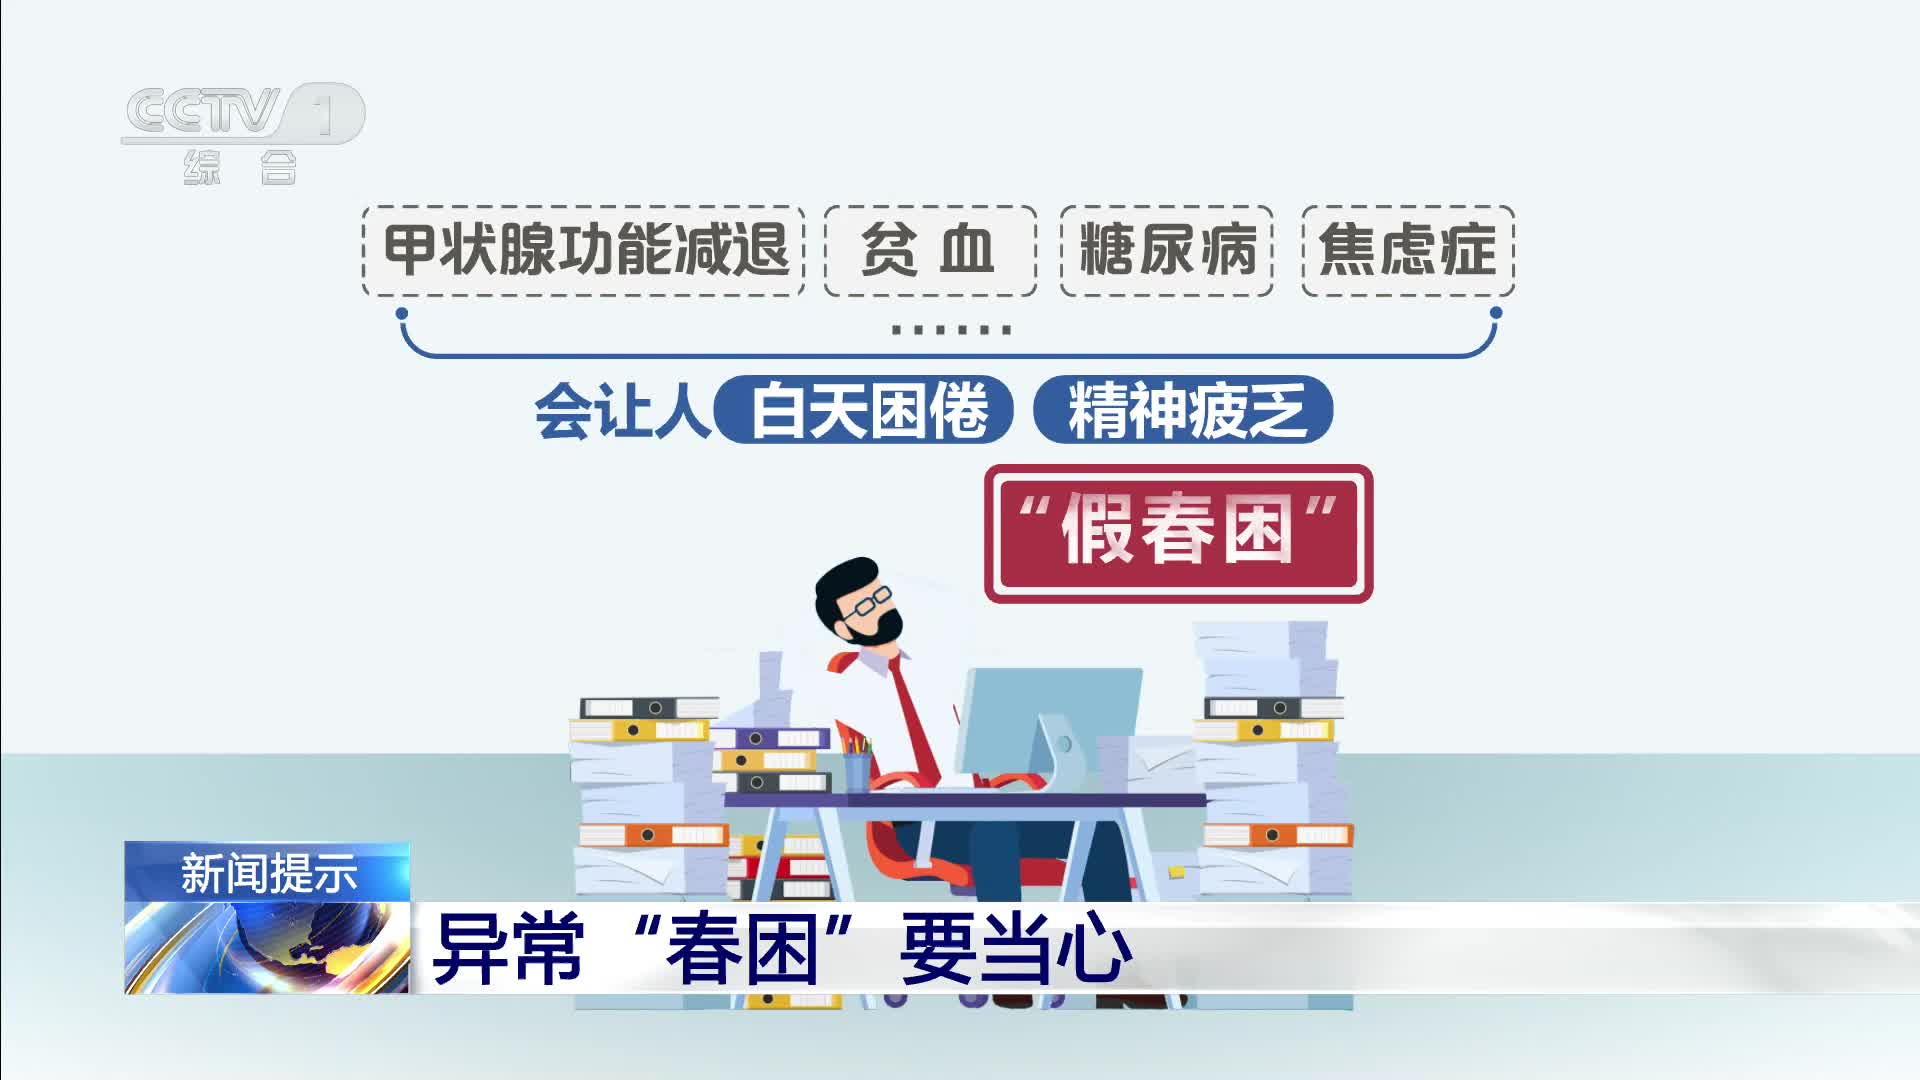 CCTV 1
综合
甲状腺功能减退 贫血 糖尿病 焦虑症
……
会让人 白天困倦 精神疲乏
“假春困”
新闻提示
异常“春困”要当心